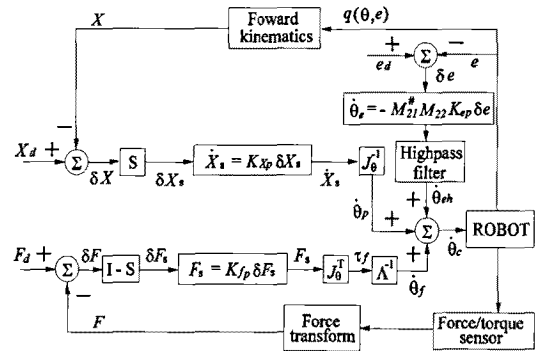 X
Foward
kinematics
q(θ,e)
e_d
+
−
e
Σ
δe
θ̇_e = - M_21^# M_22 K_ep δe
−
X_d +
Σ
δX
S
δX_s
Ẋ_s = K_Xp δX_s
Ẋ_s
J_θ^-1
Highpass
filter
θ̇_p
+
θ̇_eh
+
Σ
θ̇_c
ROBOT
F_d +
Σ
δF
I - S
δF_s
F_s = K_fp δF_s
F_s
J_θ^T
τ_f
Λ^-1
+
θ̇_f
−
F
Force
transform
Force/torque
sensor